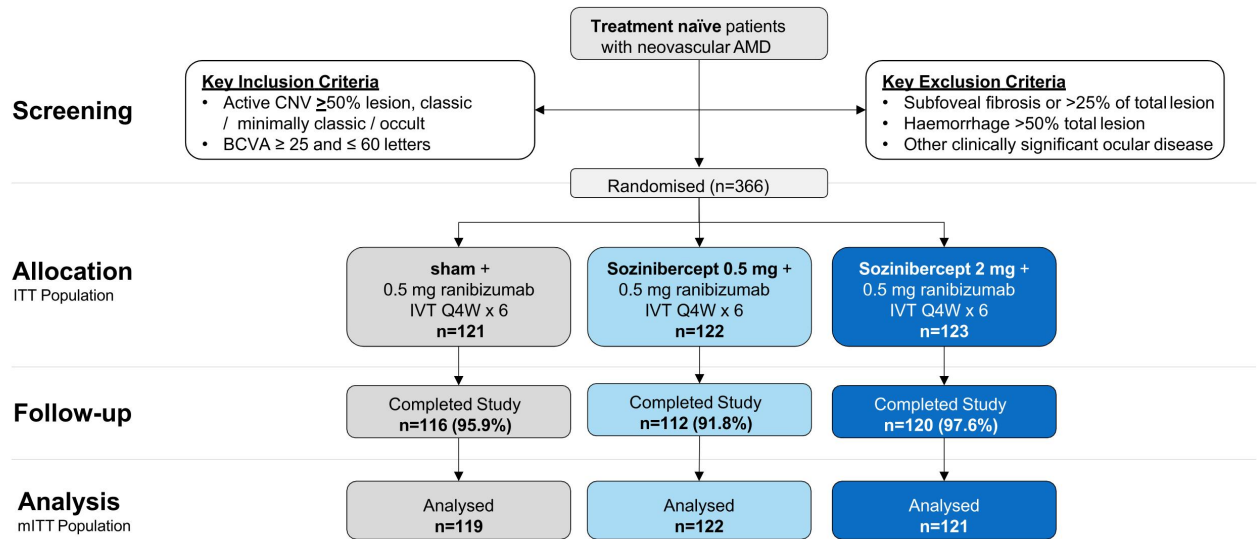 Treatment naïve patients
with neovascular AMD
Screening
Key Inclusion Criteria
• Active CNV ≥50% lesion, classic
/ minimally classic / occult
• BCVA ≥ 25 and ≤ 60 letters
Key Exclusion Criteria
• Subfoveal fibrosis or >25% of total lesion
• Haemorrhage >50% total lesion
• Other clinically significant ocular disease
Randomised (n=366)
Allocation
ITT Population
sham +
0.5 mg ranibizumab
IVT Q4W x 6
n=121
Sozinibercept 0.5 mg +
0.5 mg ranibizumab
IVT Q4W x 6
n=122
Sozinibercept 2 mg +
0.5 mg ranibizumab
IVT Q4W x 6
n=123
Follow-up
Completed Study
n=116 (95.9%)
Completed Study
n=112 (91.8%)
Completed Study
n=120 (97.6%)
Analysis
mITT Population
Analysed
n=119
Analysed
n=122
Analysed
n=121